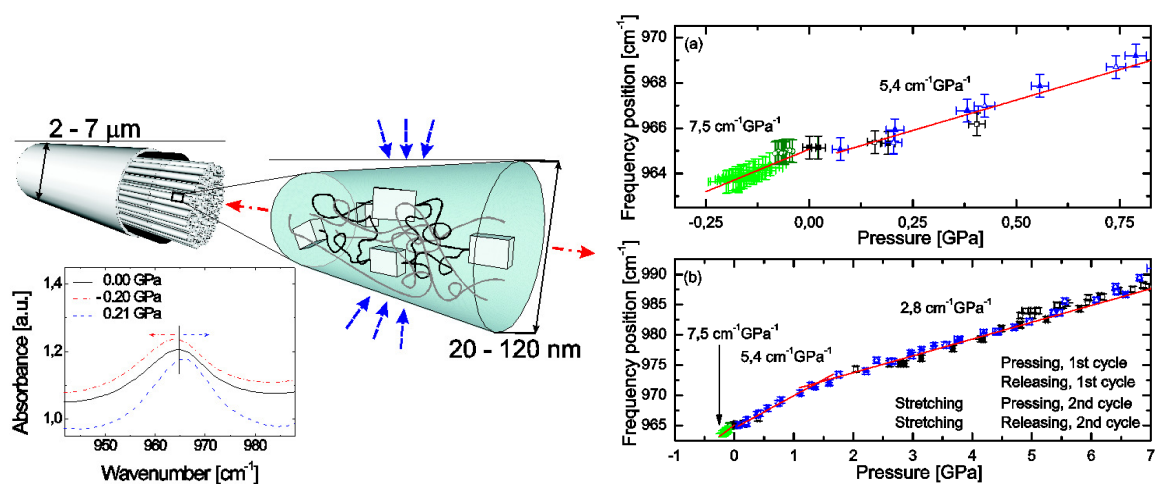 2 - 7 µm
20 - 120 nm
1,4
1,2
1,0
Absorbance [a.u.]
0.00 GPa
-0.20 GPa
0.21 GPa
950 960 970 980
Wavenumber [cm⁻¹]
(a)
970
968
966
964
Frequency position [cm⁻¹]
7,5 cm⁻¹GPa⁻¹
5,4 cm⁻¹GPa⁻¹
-0,25 0,00 0,25 0,50 0,75
Pressure [GPa]
(b)
990
985
980
975
970
965
Frequency position [cm⁻¹]
7,5 cm⁻¹GPa⁻¹
5,4 cm⁻¹GPa⁻¹
2,8 cm⁻¹GPa⁻¹
Pressing, 1st cycle
Releasing, 1st cycle
Stretching Pressing, 2nd cycle
Stretching Releasing, 2nd cycle
-1 0 1 2 3 4 5 6 7
Pressure [GPa]